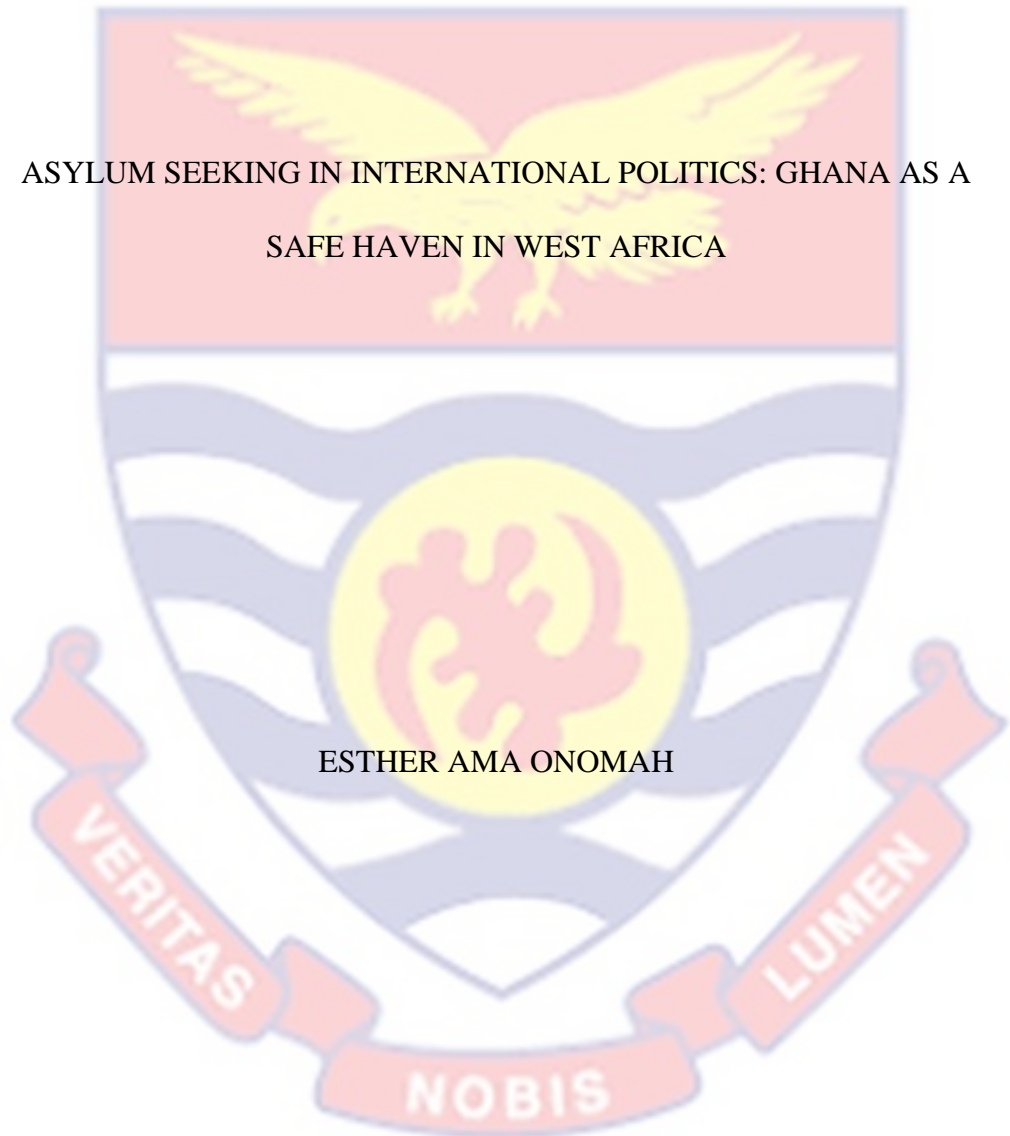 ASYLUM SEEKING IN INTERNATIONAL POLITICS: GHANA AS A
SAFE HAVEN IN WEST AFRICA
ESTHER AMA ONOMAH
VERITAS
NOBIS
LUMEN